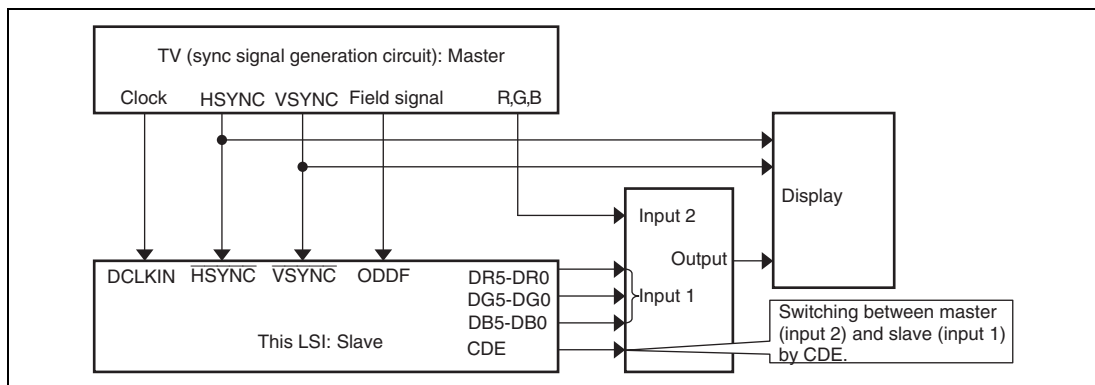 TV (sync signal generation circuit): Master
Clock HSYNC VSYNC Field signal R,G,B
Display
Input 2
Output
DCLKIN HSYNC VSYNC ODDF
DR5-DR0
DG5-DG0
DB5-DB0
CDE
Input 1
This LSI: Slave
Switching between master
(input 2) and slave (input 1)
by CDE.